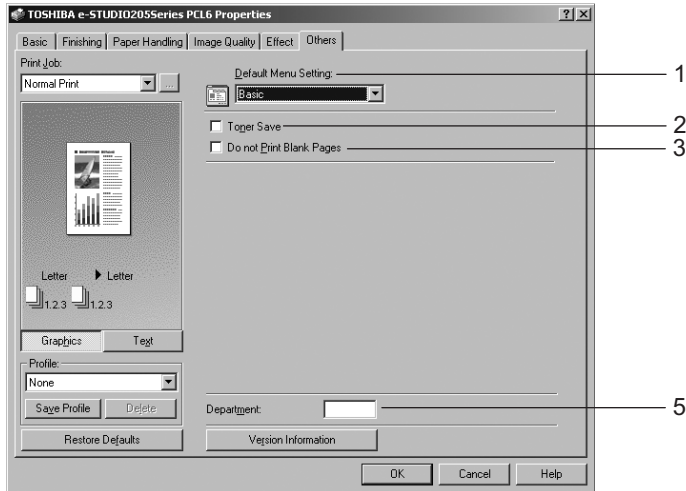 TOSHIBA e-STUDIO205Series PCL6 Properties
Basic Finishing Paper Handling Image Quality Effect Others
Print Job:
Normal Print ...
Default Menu Setting:
Basic
1
Toner Save
2
Do not Print Blank Pages
3
Letter Letter
1.2.3 1.2.3
Graphics Text
Profile:
None
Save Profile Delete
Restore Defaults
Department:
5
Version Information
OK Cancel Help